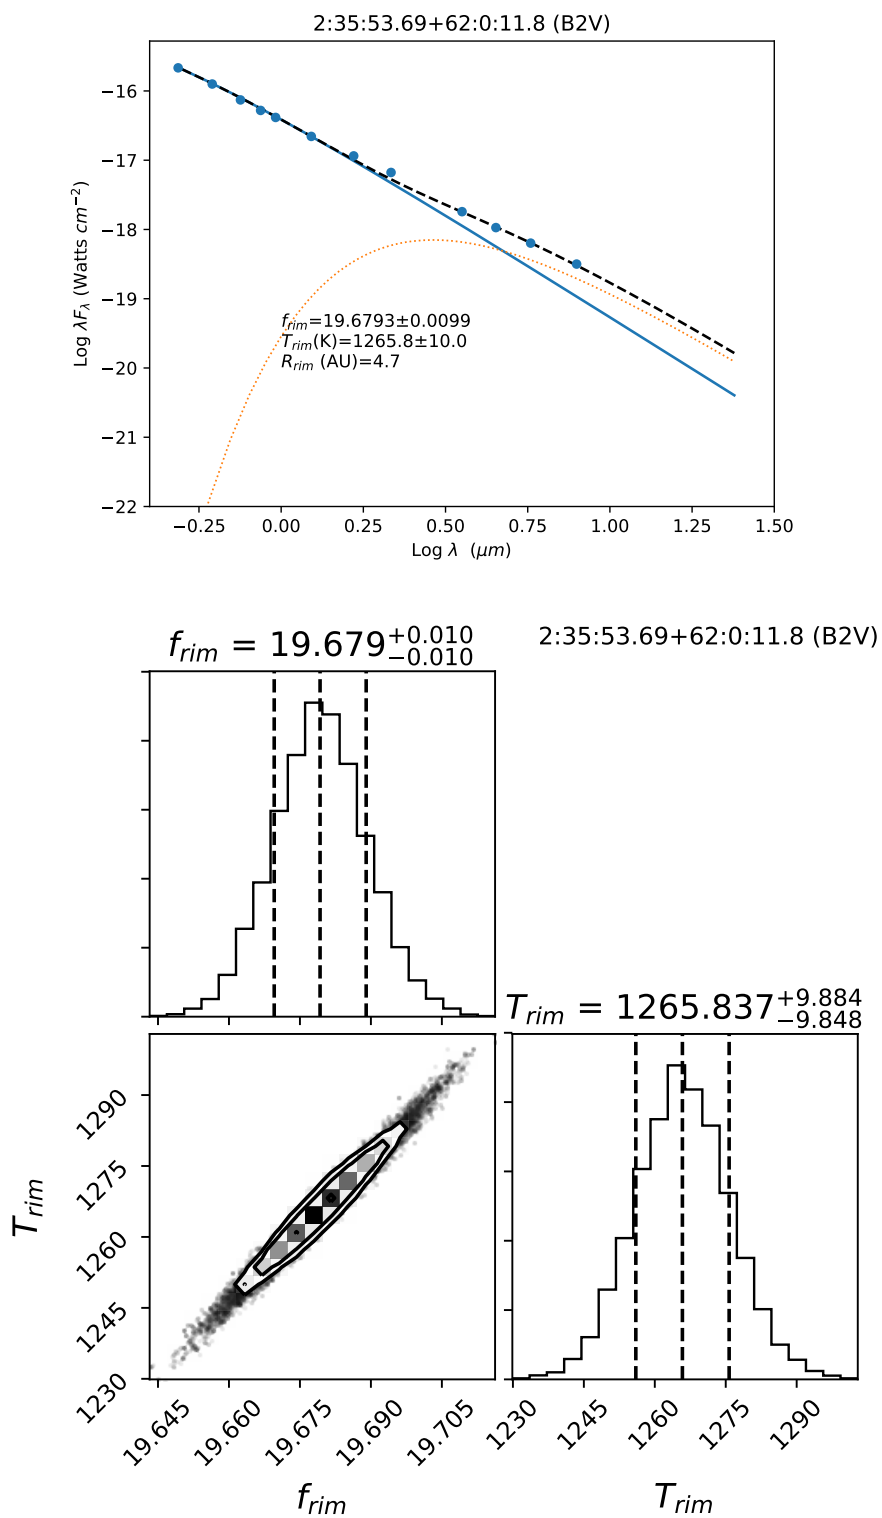 2:35:53.69+62:0:11.8 (B2V)
Log λF_λ (Watts cm⁻²)
−16
−17
−18
−19
−20
−21
−22
f_rim=19.6793±0.0099
T_rim(K)=1265.8±10.0
R_rim (AU)=4.7
−0.25 0.00 0.25 0.50 0.75 1.00 1.25 1.50
Log λ (μm)
2:35:53.69+62:0:11.8 (B2V)
f_rim = 19.679 +0.010 −0.010
T_rim = 1265.837 +9.884 −9.848
T_rim
1290
1275
1260
1245
1230
19.645 19.660 19.675 19.690 19.705
f_rim
1230 1245 1260 1275 1290
T_rim